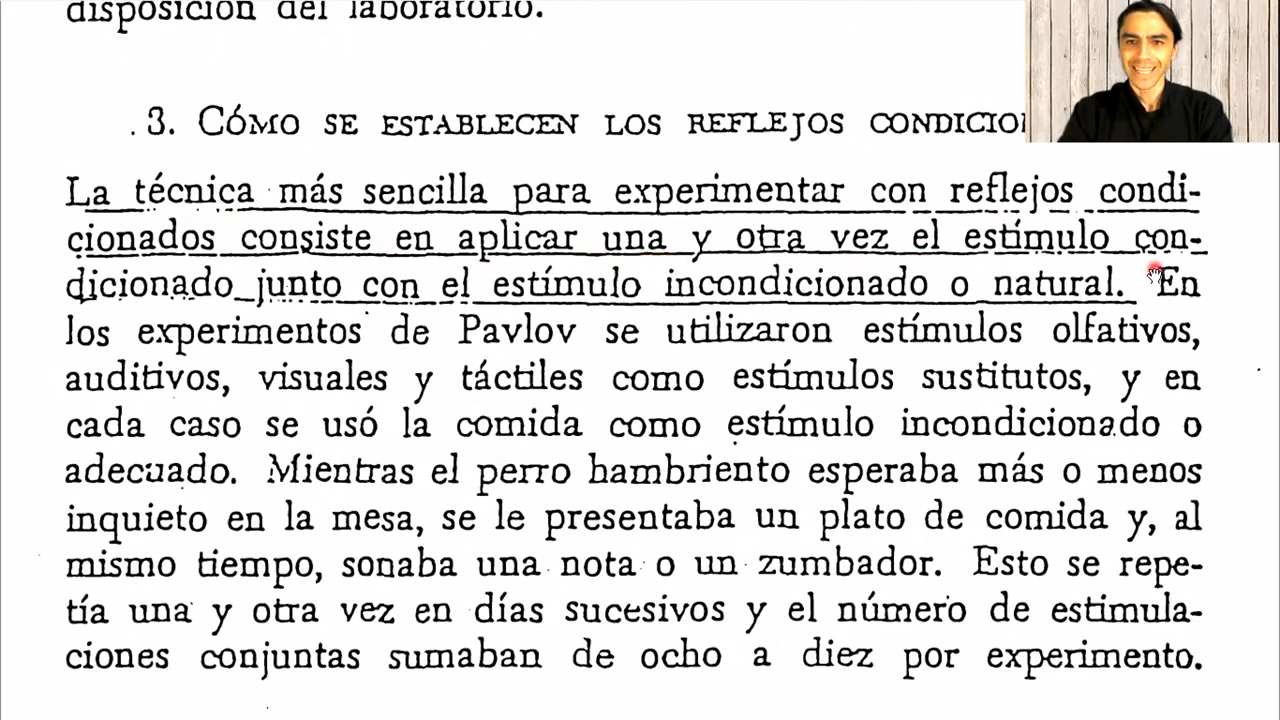 disposición del laboratorio.
3. CÓMO SE ESTABLECEN LOS REFLEJOS
La técnica más sencilla para experimentar con reflejos condi-
cionados consiste en aplicar una y otra vez el estímulo con-
dicionado junto con el estímulo incondicionado o natural. En
los experimentos de Pavlov se utilizaron estímulos olfativos,
auditivos, visuales y táctiles como estímulos sustitutos, y en
cada caso se usó la comida como estímulo incondicionado o
adecuado. Mientras el perro hambriento esperaba más o menos
inquieto en la mesa, se le presentaba un plato de comida y, al
mismo tiempo, sonaba una nota o un zumbador. Esto se repe-
tía una y otra vez en días sucesivos y el número de estimula-
ciones conjuntas sumaban de ocho a diez por experimento.